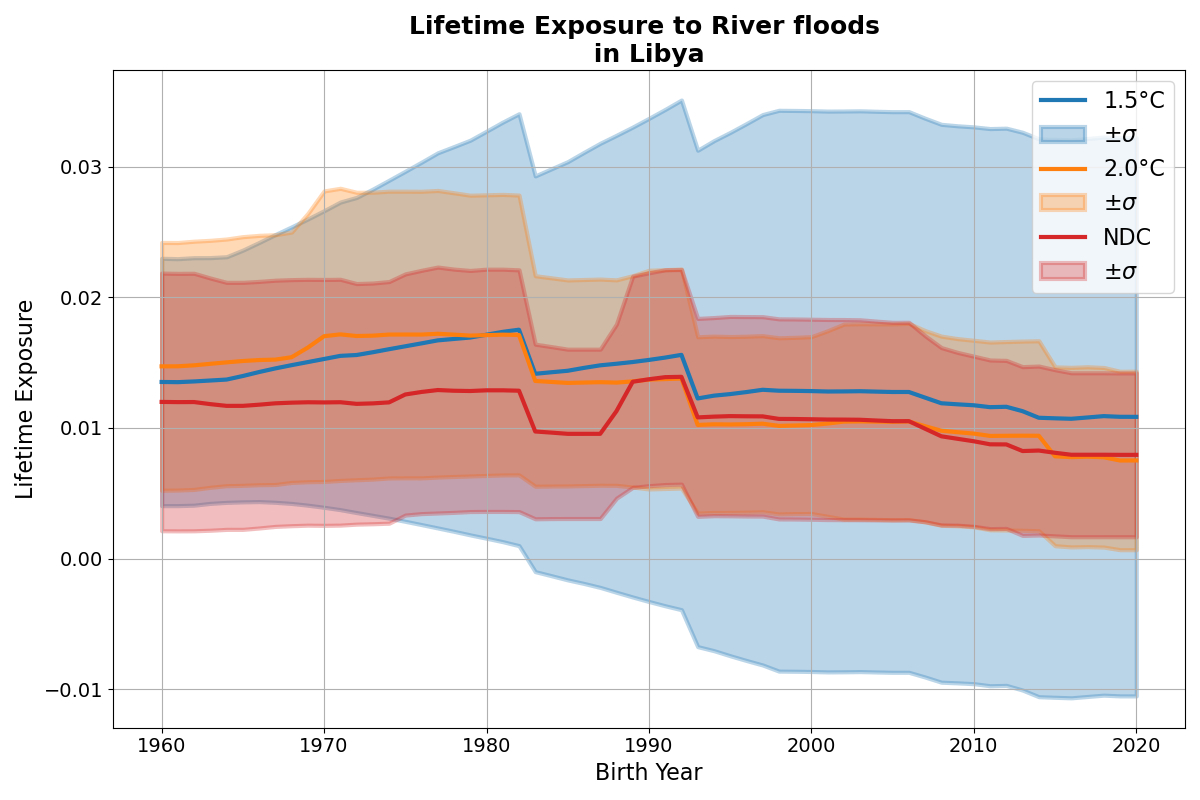 Lifetime Exposure to River floods
in Libya
1.5°C
±σ
2.0°C
±σ
NDC
±σ
Lifetime Exposure
0.03
0.02
0.01
0.00
−0.01
1960 1970 1980 1990 2000 2010 2020
Birth Year